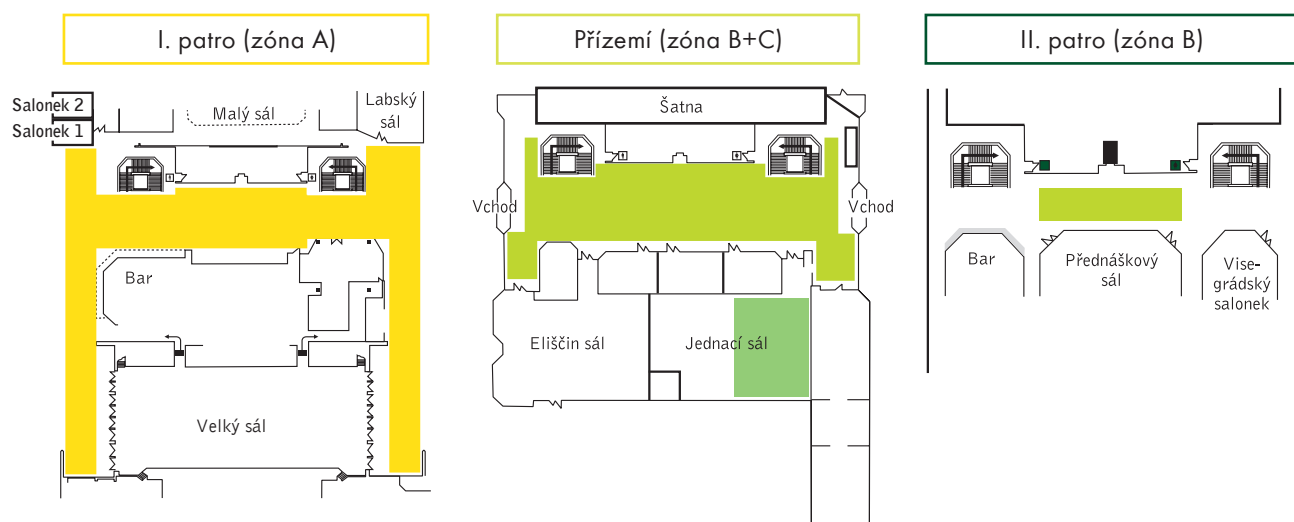 I. patro (zóna A)
Salonek 2
Salonek 1
Malý sál
Labský
sál
Bar
Velký sál
Přízemí (zóna B+C)
Šatna
Vchod
Vchod
Eliščin sál
Jednací sál
II. patro (zóna B)
Bar
Přednáškový
sál
Vise-
grádský
salonek